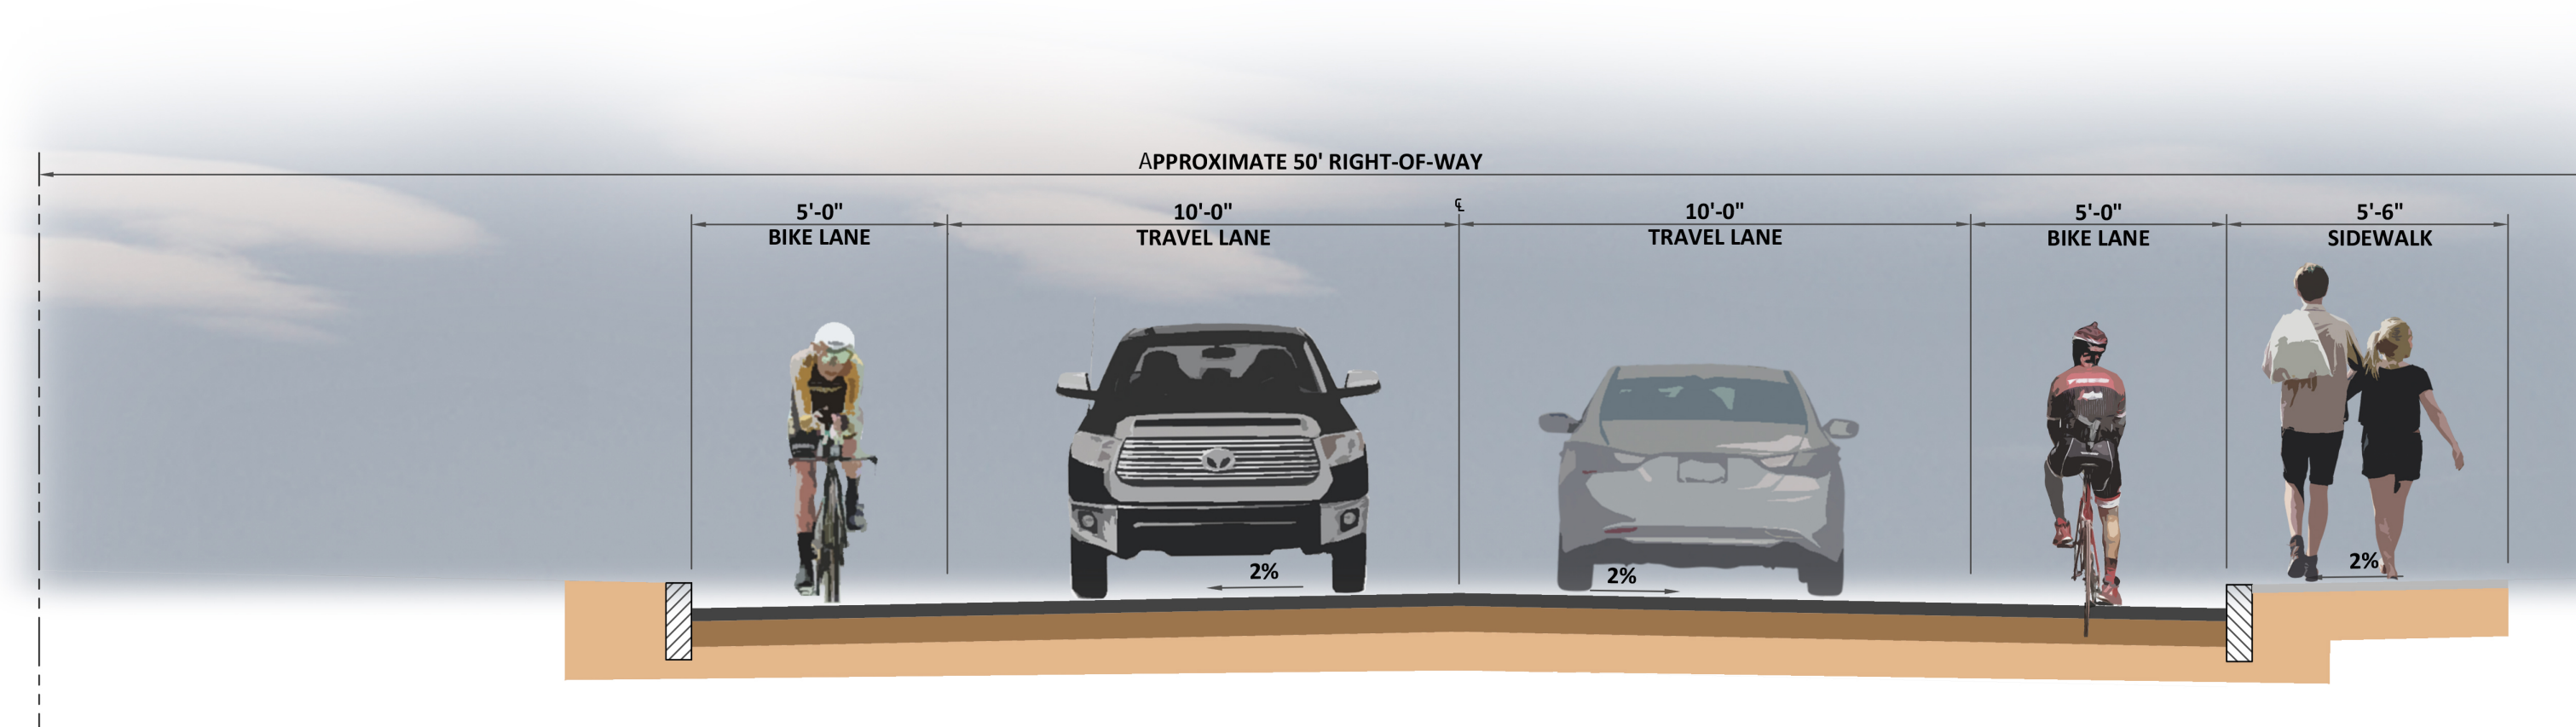 APPROXIMATE 50' RIGHT-OF-WAY
5'-0" 10'-0" ℄ 10'-0" 5'-0" 5'-6"
BIKE LANE TRAVEL LANE TRAVEL LANE BIKE LANE SIDEWALK
2% 2% 2%